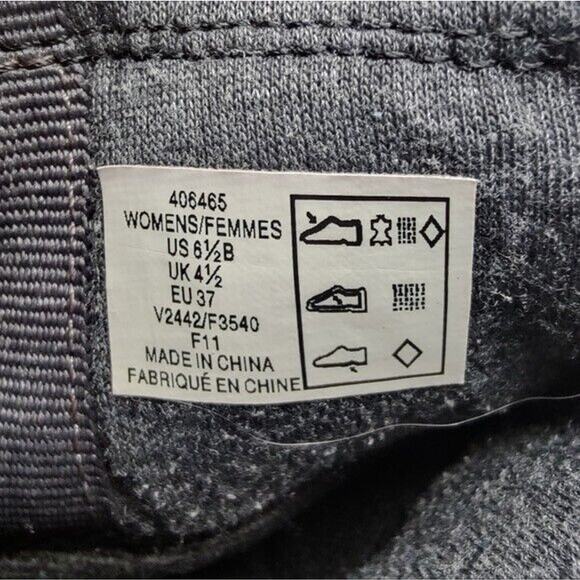 406465
WOMENS/FEMMES
US 6½B
UK 4½
EU 37
V2442/F3540
F11
MADE IN CHINA
FABRIQUÉ EN CHINE